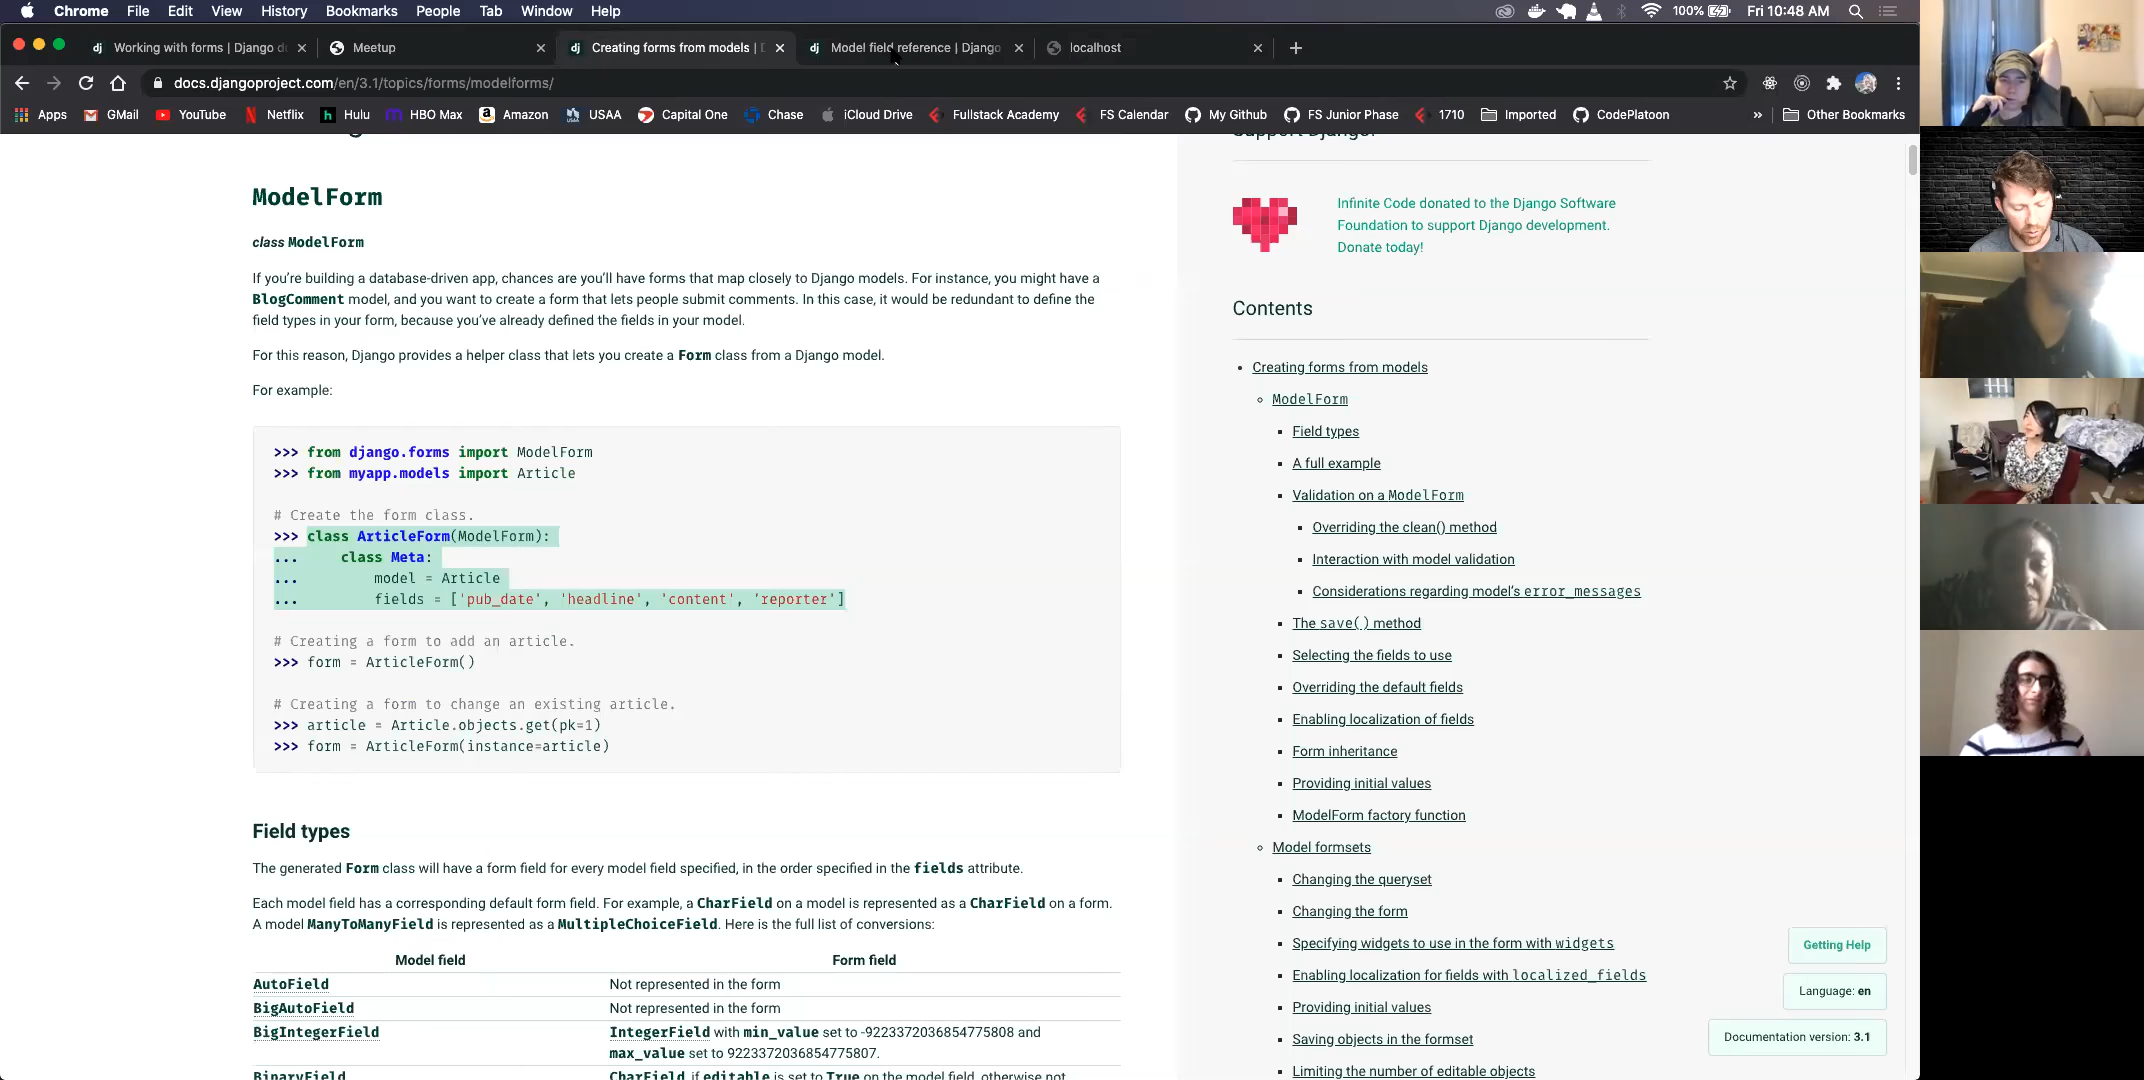 Chrome File Edit View History Bookmarks People Tab Window Help 100% Fri 10:48 AM
Working with forms | Django d Meetup Creating forms from models | D Model field reference | Django localhost
docs.djangoproject.com/en/3.1/topics/forms/modelforms/
Apps GMail YouTube Netflix Hulu HBO Max Amazon USAA Capital One Chase iCloud Drive Fullstack Academy FS Calendar My Github FS Junior Phase 1710 Imported CodePlatoon » Other Bookmarks
ModelForm
class ModelForm
If you’re building a database-driven app, chances are you’ll have forms that map closely to Django models. For instance, you might have a
BlogComment model, and you want to create a form that lets people submit comments. In this case, it would be redundant to define the
field types in your form, because you’ve already defined the fields in your model.
For this reason, Django provides a helper class that lets you create a Form class from a Django model.
For example:
>>> from django.forms import ModelForm
>>> from myapp.models import Article
# Create the form class.
>>> class ArticleForm(ModelForm):
... class Meta:
... model = Article
... fields = ['pub_date', 'headline', 'content', 'reporter']
# Creating a form to add an article.
>>> form = ArticleForm()
# Creating a form to change an existing article.
>>> article = Article.objects.get(pk=1)
>>> form = ArticleForm(instance=article)
Field types
The generated Form class will have a form field for every model field specified, in the order specified in the fields attribute.
Each model field has a corresponding default form field. For example, a CharField on a model is represented as a CharField on a form.
A model ManyToManyField is represented as a MultipleChoiceField. Here is the full list of conversions:
Model field Form field
AutoField Not represented in the form
BigAutoField Not represented in the form
BigIntegerField IntegerField with min_value set to -9223372036854775808 and
max_value set to 9223372036854775807.
BinaryField CharField, if editable is set to True on the model field, otherwise not
Support Django!
Infinite Code donated to the Django Software
Foundation to support Django development.
Donate today!
Contents
Creating forms from models
ModelForm
Field types
A full example
Validation on a ModelForm
Overriding the clean() method
Interaction with model validation
Considerations regarding model’s error_messages
The save() method
Selecting the fields to use
Overriding the default fields
Enabling localization of fields
Form inheritance
Providing initial values
ModelForm factory function
Model formsets
Changing the queryset
Changing the form
Specifying widgets to use in the form with widgets
Enabling localization for fields with localized_fields
Providing initial values
Saving objects in the formset
Limiting the number of editable objects
Getting Help
Language: en
Documentation version: 3.1